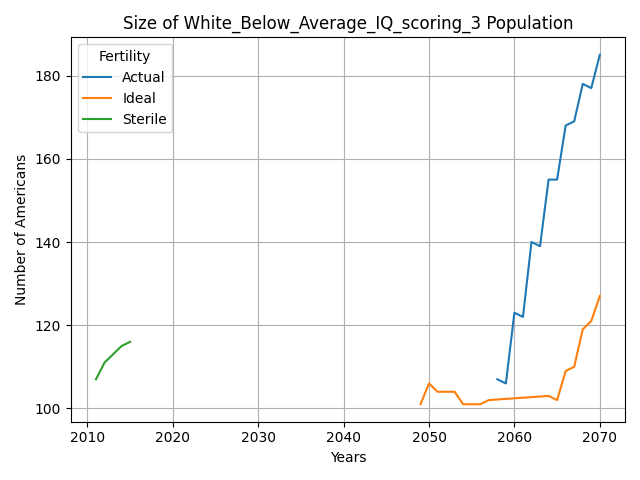 Size of White_Below_Average_IQ_scoring_3 Population
Fertility
Actual
Ideal
Sterile
Number of Americans
180
160
140
120
100
2010 2020 2030 2040 2050 2060 2070
Years